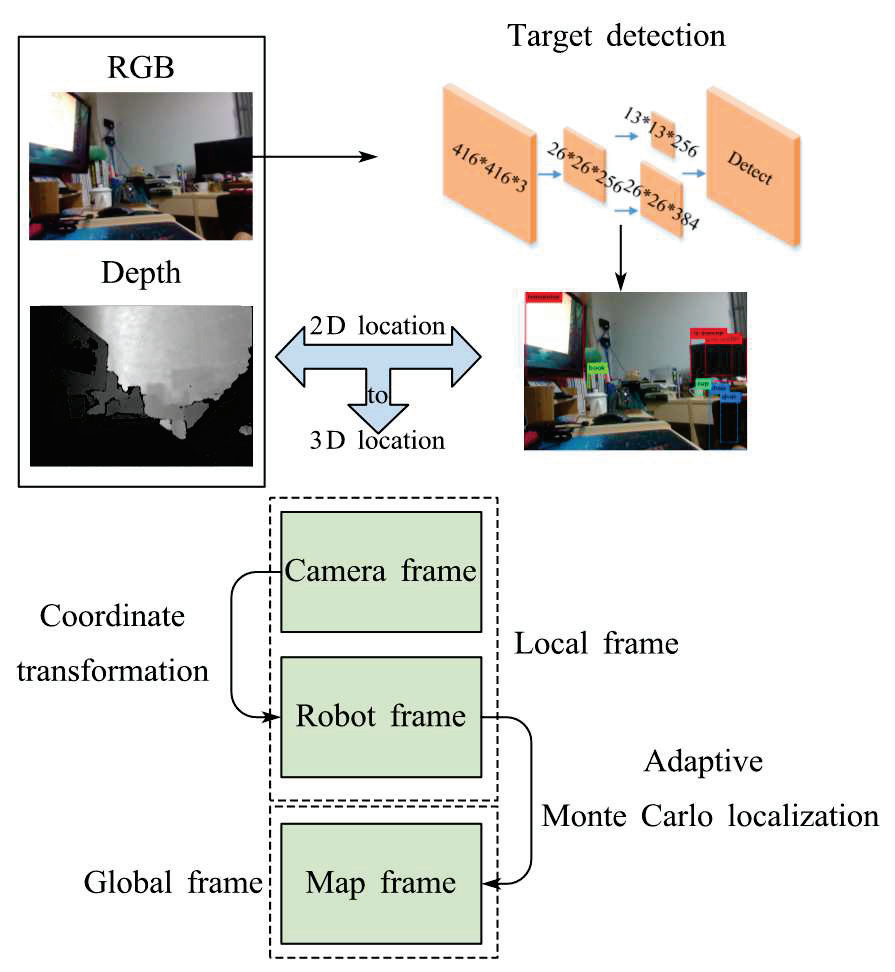 Target detection
RGB
416*416*3
26*26*256
13*13*256
26*26*384
Detect
Depth
2D location
to
3D location
book
cup
chair
Camera frame
Coordinate
transformation
Local frame
Robot frame
Adaptive
Monte Carlo localization
Global frame
Map frame